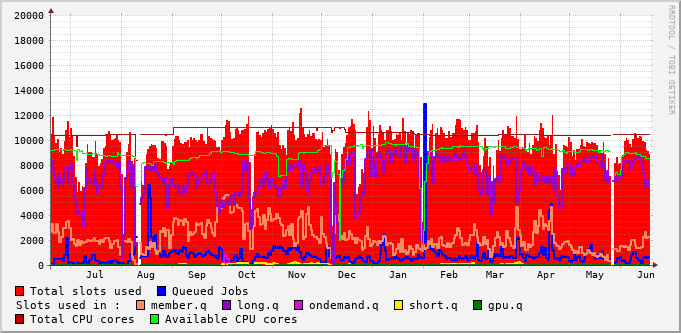 20000
18000
16000
14000
12000
10000
8000
6000
4000
2000
0
Jul Aug Sep Oct Nov Dec Jan Feb Mar Apr May Jun
RRDTOOL / TOBI OETIKER
Total slots used Queued Jobs
Slots used in : member.q long.q ondemand.q short.q gpu.q
Total CPU cores Available CPU cores